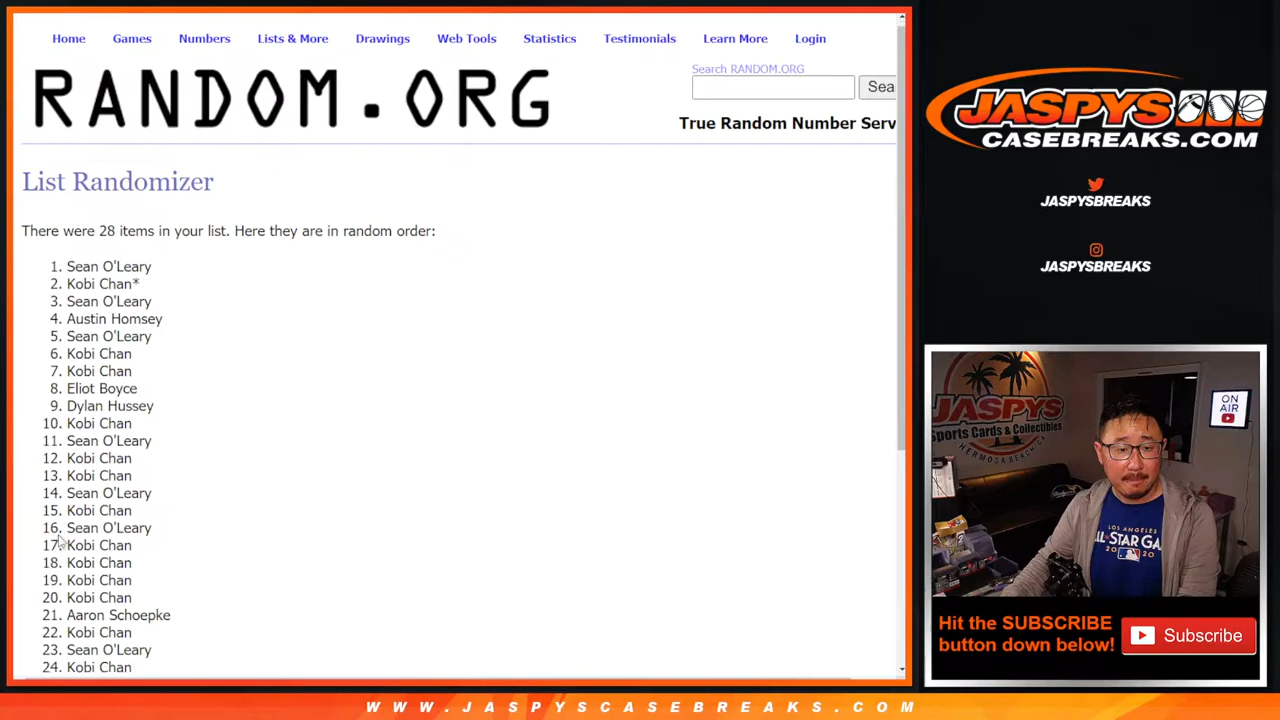 Home Games Numbers Lists & More Drawings Web Tools Statistics Testimonials Learn More Login
RANDOM.ORG
Search RANDOM.ORG
Sea
True Random Number Serv
List Randomizer
There were 28 items in your list. Here they are in random order:
1. Sean O'Leary
2. Kobi Chan*
3. Sean O'Leary
4. Austin Homsey
5. Sean O'Leary
6. Kobi Chan
7. Kobi Chan
8. Eliot Boyce
9. Dylan Hussey
10. Kobi Chan
11. Sean O'Leary
12. Kobi Chan
13. Kobi Chan
14. Sean O'Leary
15. Kobi Chan
16. Sean O'Leary
17. Kobi Chan
18. Kobi Chan
19. Kobi Chan
20. Kobi Chan
21. Aaron Schoepke
22. Kobi Chan
23. Sean O'Leary
24. Kobi Chan
JASPYS
CASEBREAKS.COM
JASPYSBREAKS
JASPYSBREAKS
JASPYS
Sports Cards & Collectibles
HERMOSA BEACH, CA
ON
AIR
LOS ANGELES
ALL-STAR GA
2020
Hit the SUBSCRIBE
button down below!
Subscribe
WWW.JASPYSCASEBREAKS.COM